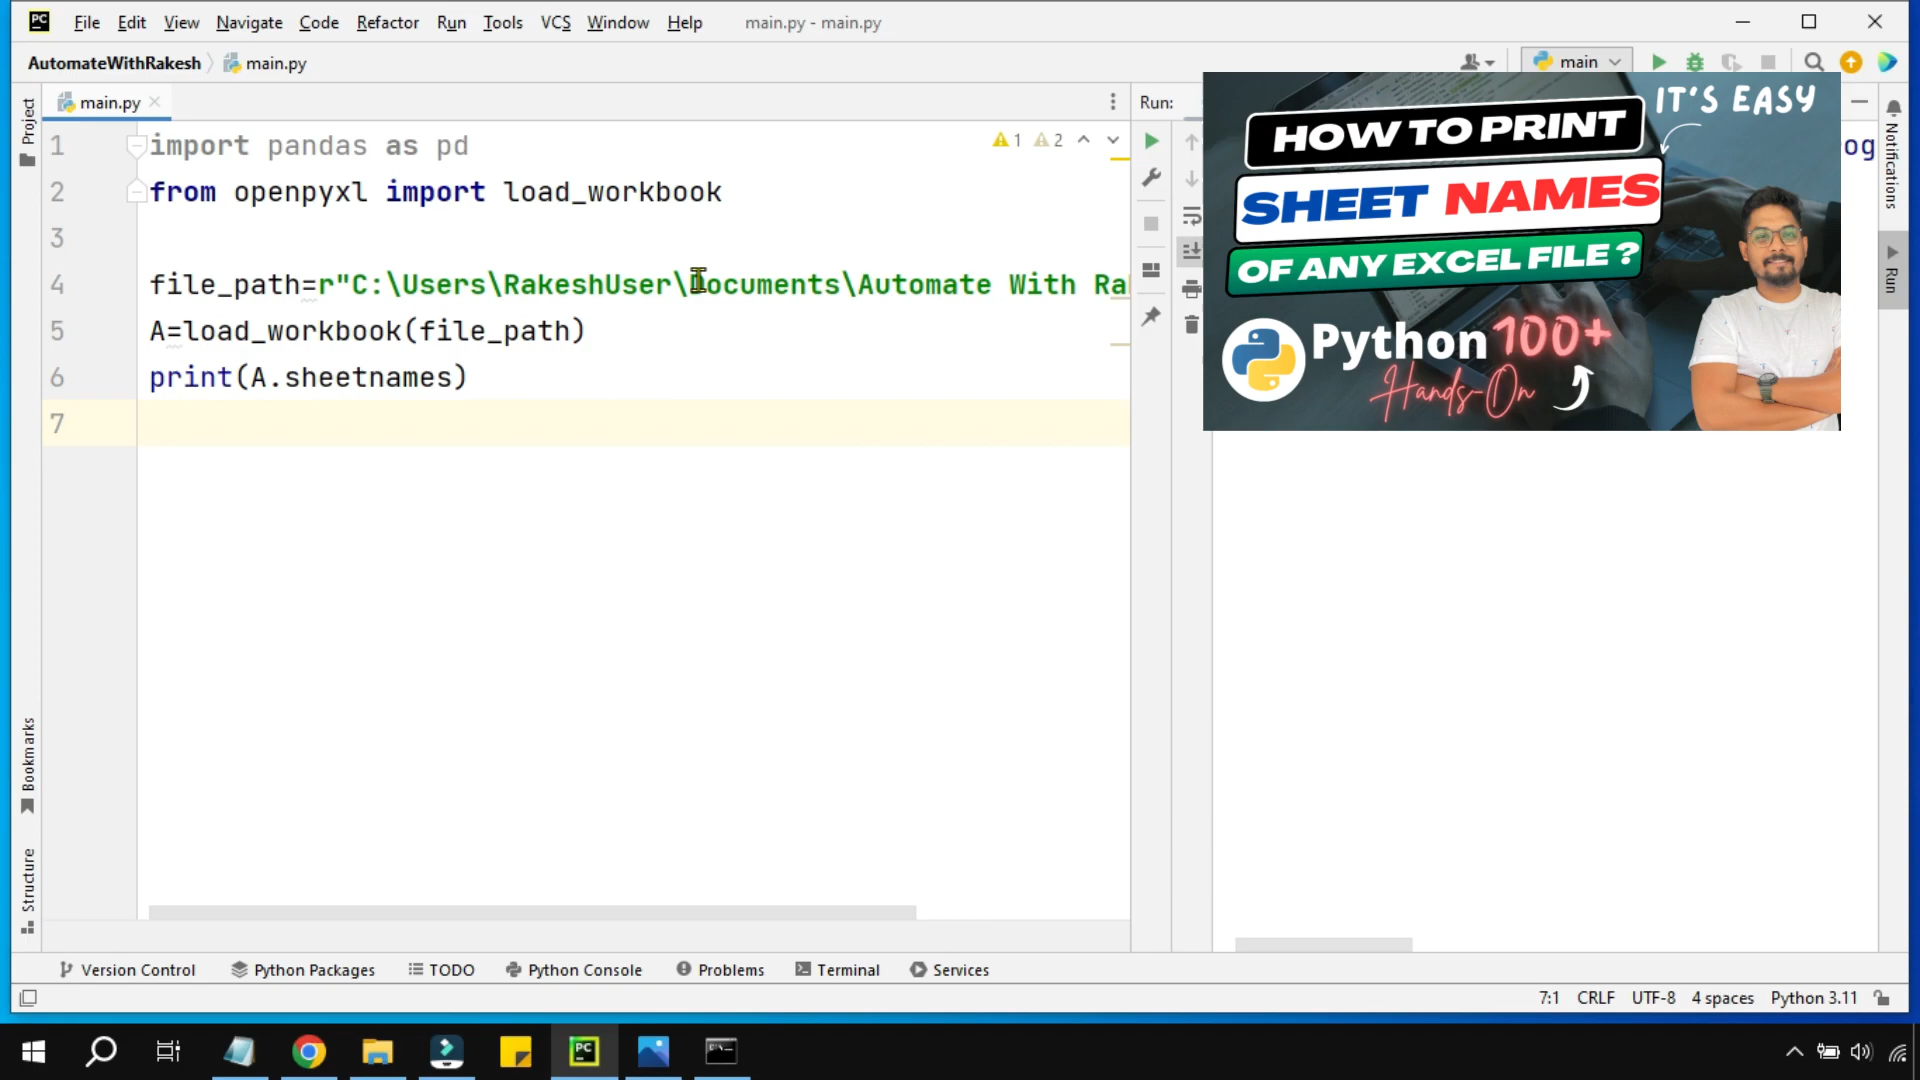 PC File Edit View Navigate Code Refactor Run Tools VCS Window Help main.py - main.py
AutomateWithRakesh main.py main
Project
main.py
Run:
1 import pandas as pd
1 2
2 from openpyxl import load_workbook
3
4 file_path=r"C:\Users\RakeshUser\Documents\Automate With Ra
5 A=load_workbook(file_path)
6 print(A.sheetnames)
7
IT'S EASY
HOW TO PRINT
SHEET NAMES
OF ANY EXCEL FILE ?
Python 100+
Hands-On
og
Notifications
Run
Bookmarks
Structure
Version Control Python Packages TODO Python Console Problems Terminal Services
7:1 CRLF UTF-8 4 spaces Python 3.11
PC